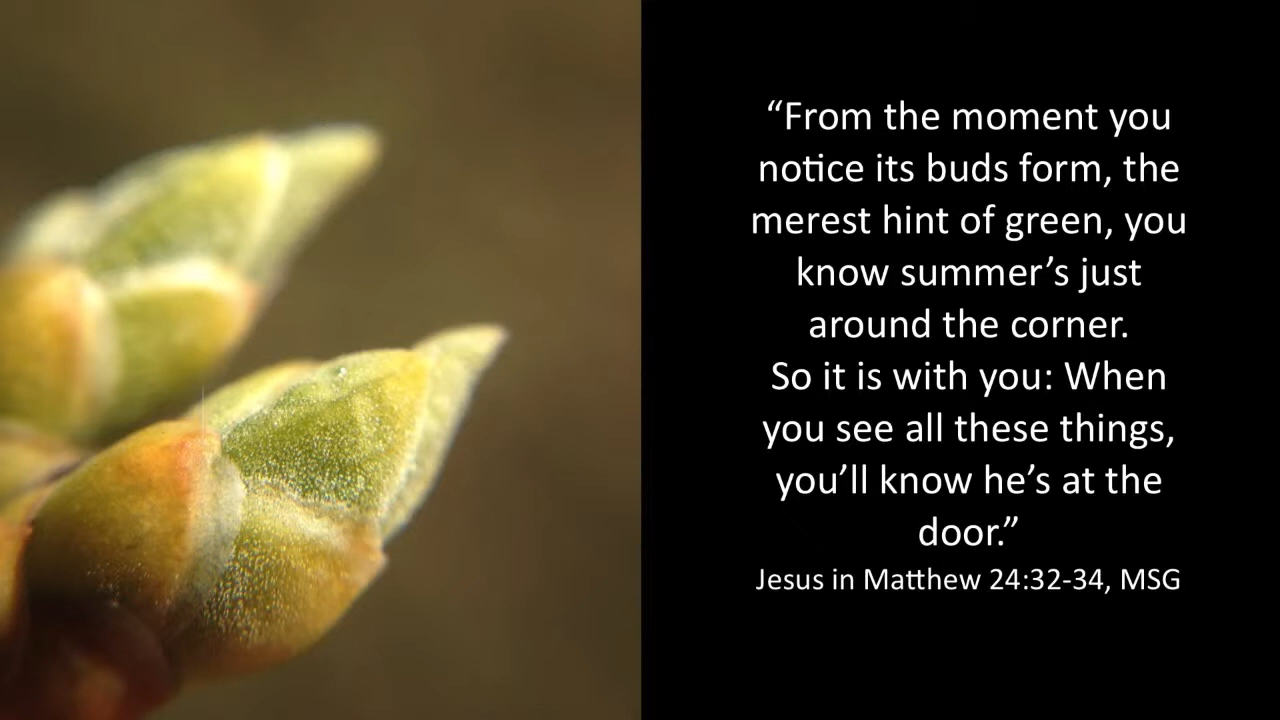 “From the moment you
notice its buds form, the
merest hint of green, you
know summer’s just
around the corner.
So it is with you: When
you see all these things,
you’ll know he’s at the
door.”
Jesus in Matthew 24:32-34, MSG